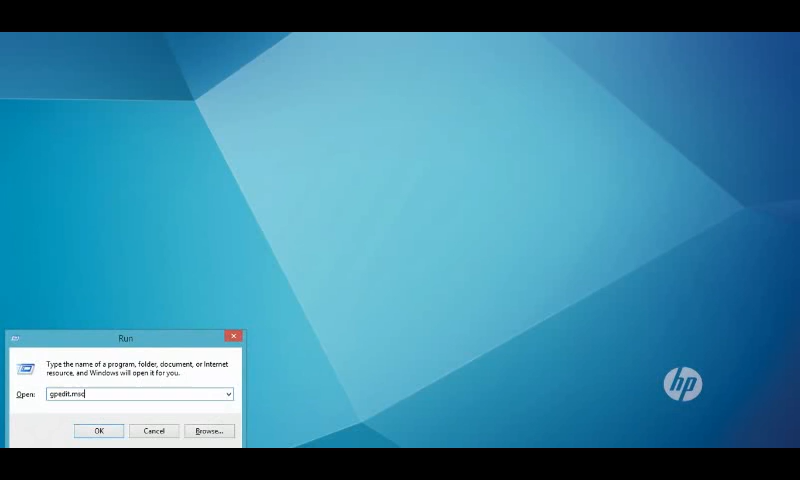 Run
Type the name of a program, folder, document, or Internet
resource, and Windows will open it for you.
Open: gpedit.msc
OK Cancel Browse...
hp